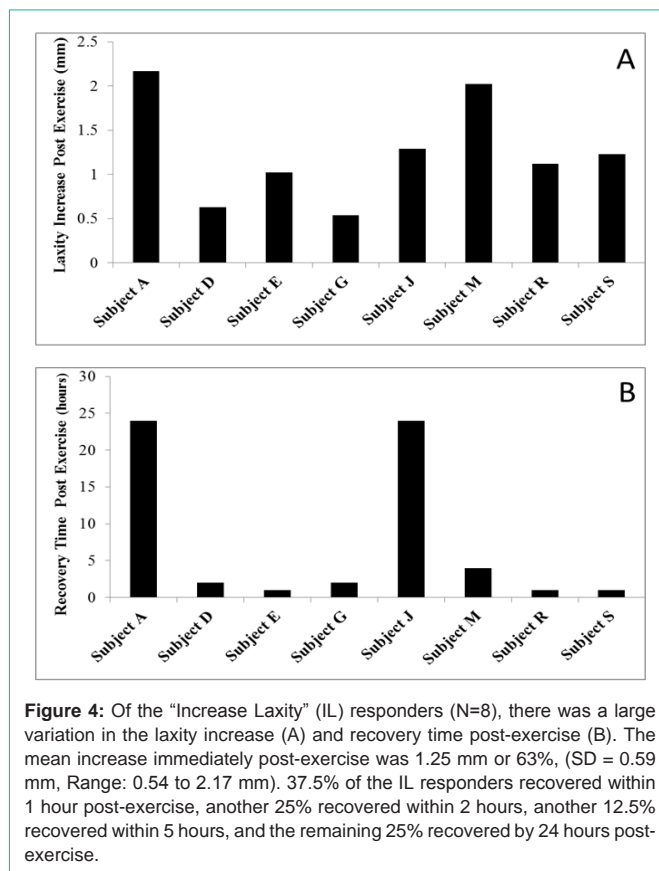 A
Laxity Increase Post Exercise (mm)
2.5
2
1.5
1
0.5
0
Subject A
Subject D
Subject E
Subject G
Subject J
Subject M
Subject R
Subject S
B
Recovery Time Post Exercise (hours)
30
25
20
15
10
5
0
Subject A
Subject D
Subject E
Subject G
Subject J
Subject M
Subject R
Subject S
Figure 4: Of the “Increase Laxity” (IL) responders (N=8), there was a large
variation in the laxity increase (A) and recovery time post-exercise (B). The
mean increase immediately post-exercise was 1.25 mm or 63%, (SD = 0.59
mm, Range: 0.54 to 2.17 mm). 37.5% of the IL responders recovered within
1 hour post-exercise, another 25% recovered within 2 hours, another 12.5%
recovered within 5 hours, and the remaining 25% recovered by 24 hours post-
exercise.